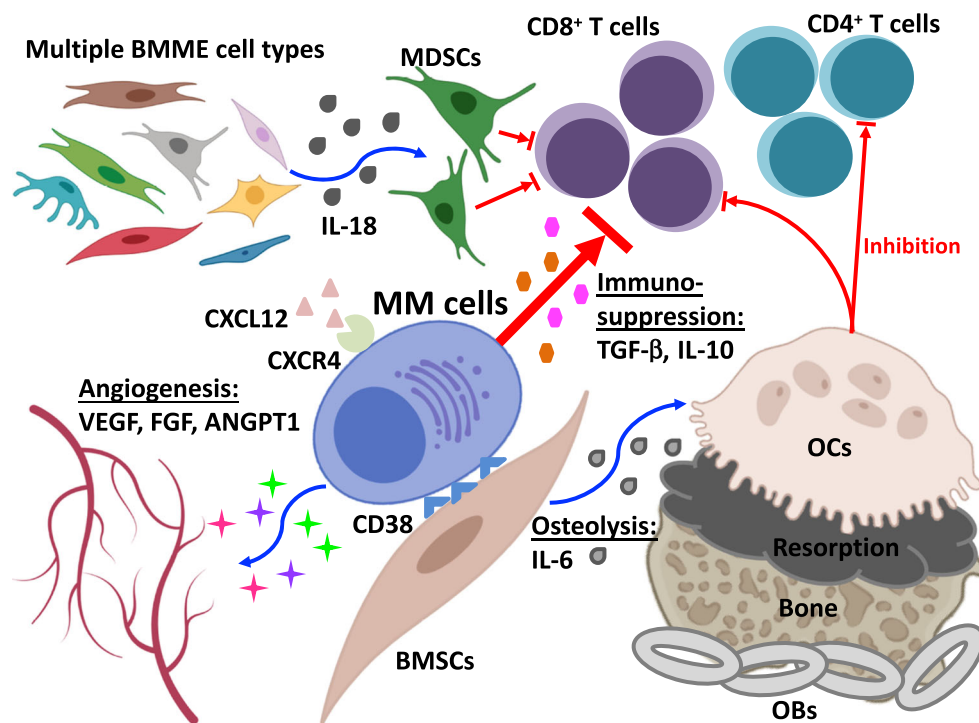 Multiple BMME cell types
MDSCs
CD8⁺ T cells
CD4⁺ T cells
IL-18
Inhibition
CXCL12
MM cells
CXCR4
Immuno-
suppression:
TGF-β, IL-10
Angiogenesis:
VEGF, FGF, ANGPT1
OCs
CD38
Osteolysis:
IL-6
Resorption
Bone
BMSCs
OBs